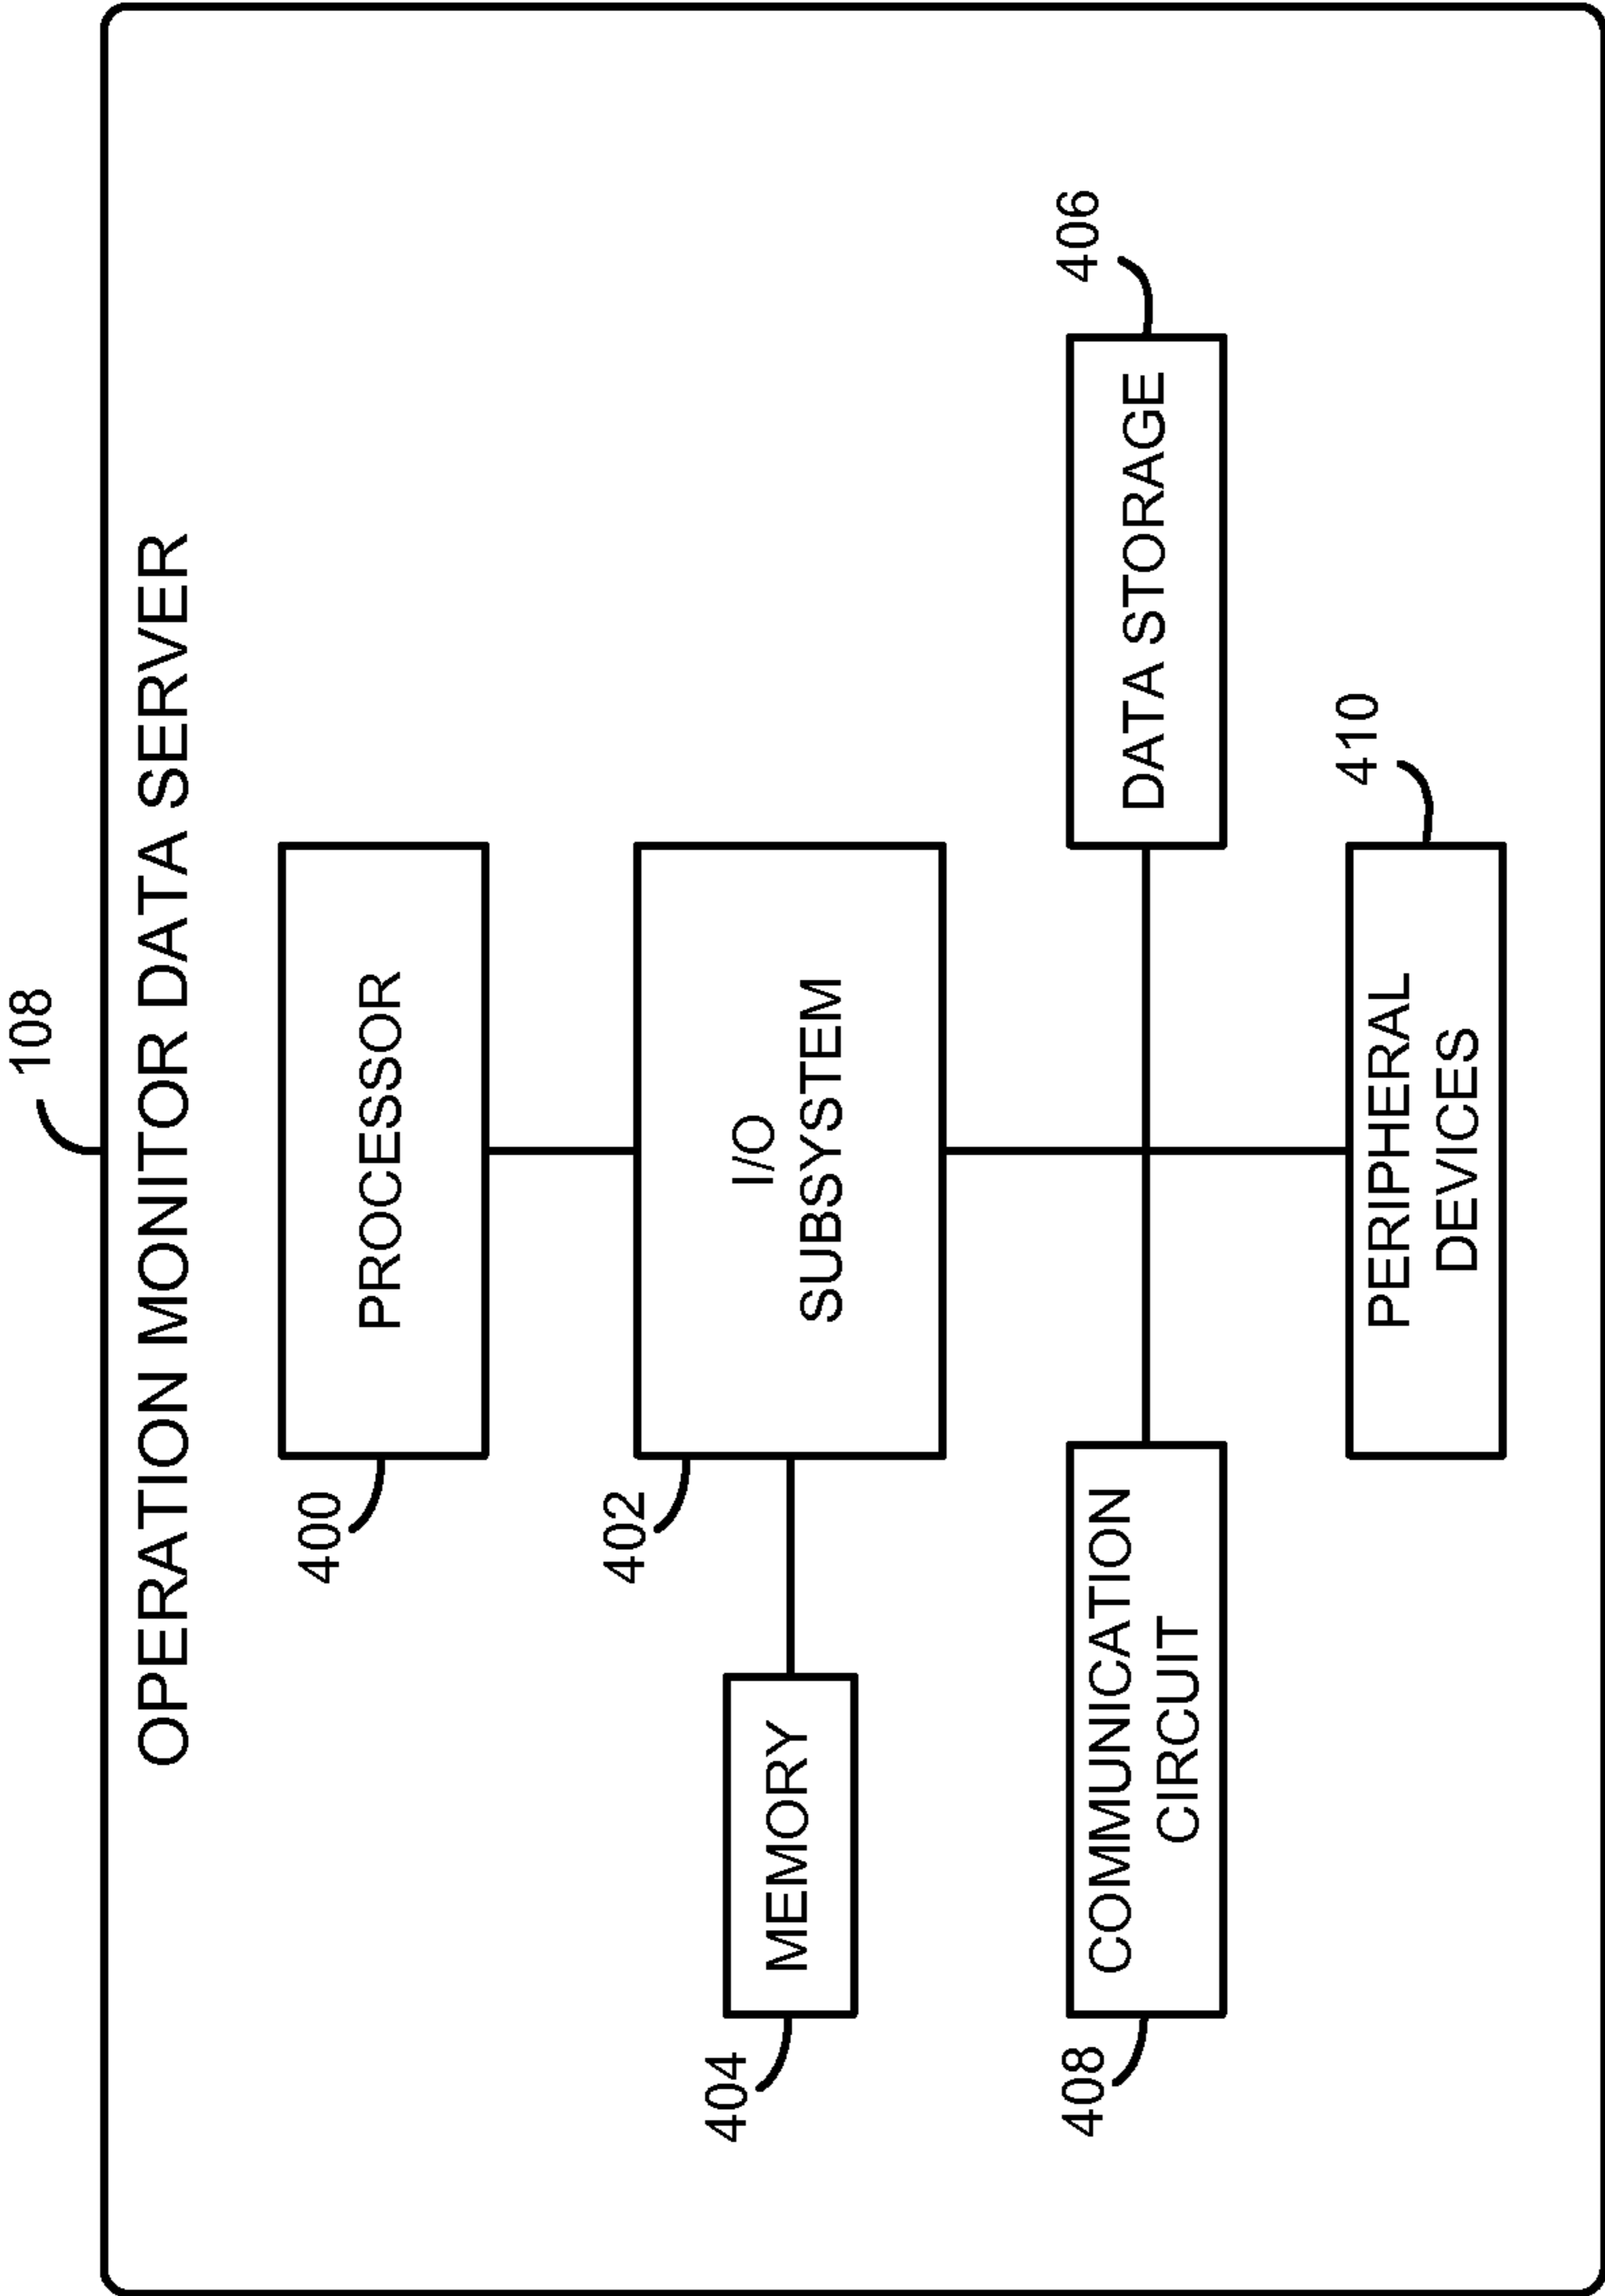 108
OPERATION MONITOR DATA SERVER
400
PROCESSOR
402
I/O
SUBSYSTEM
404
MEMORY
408
COMMUNICATION
CIRCUIT
DATA STORAGE
406
PERIPHERAL
DEVICES
410